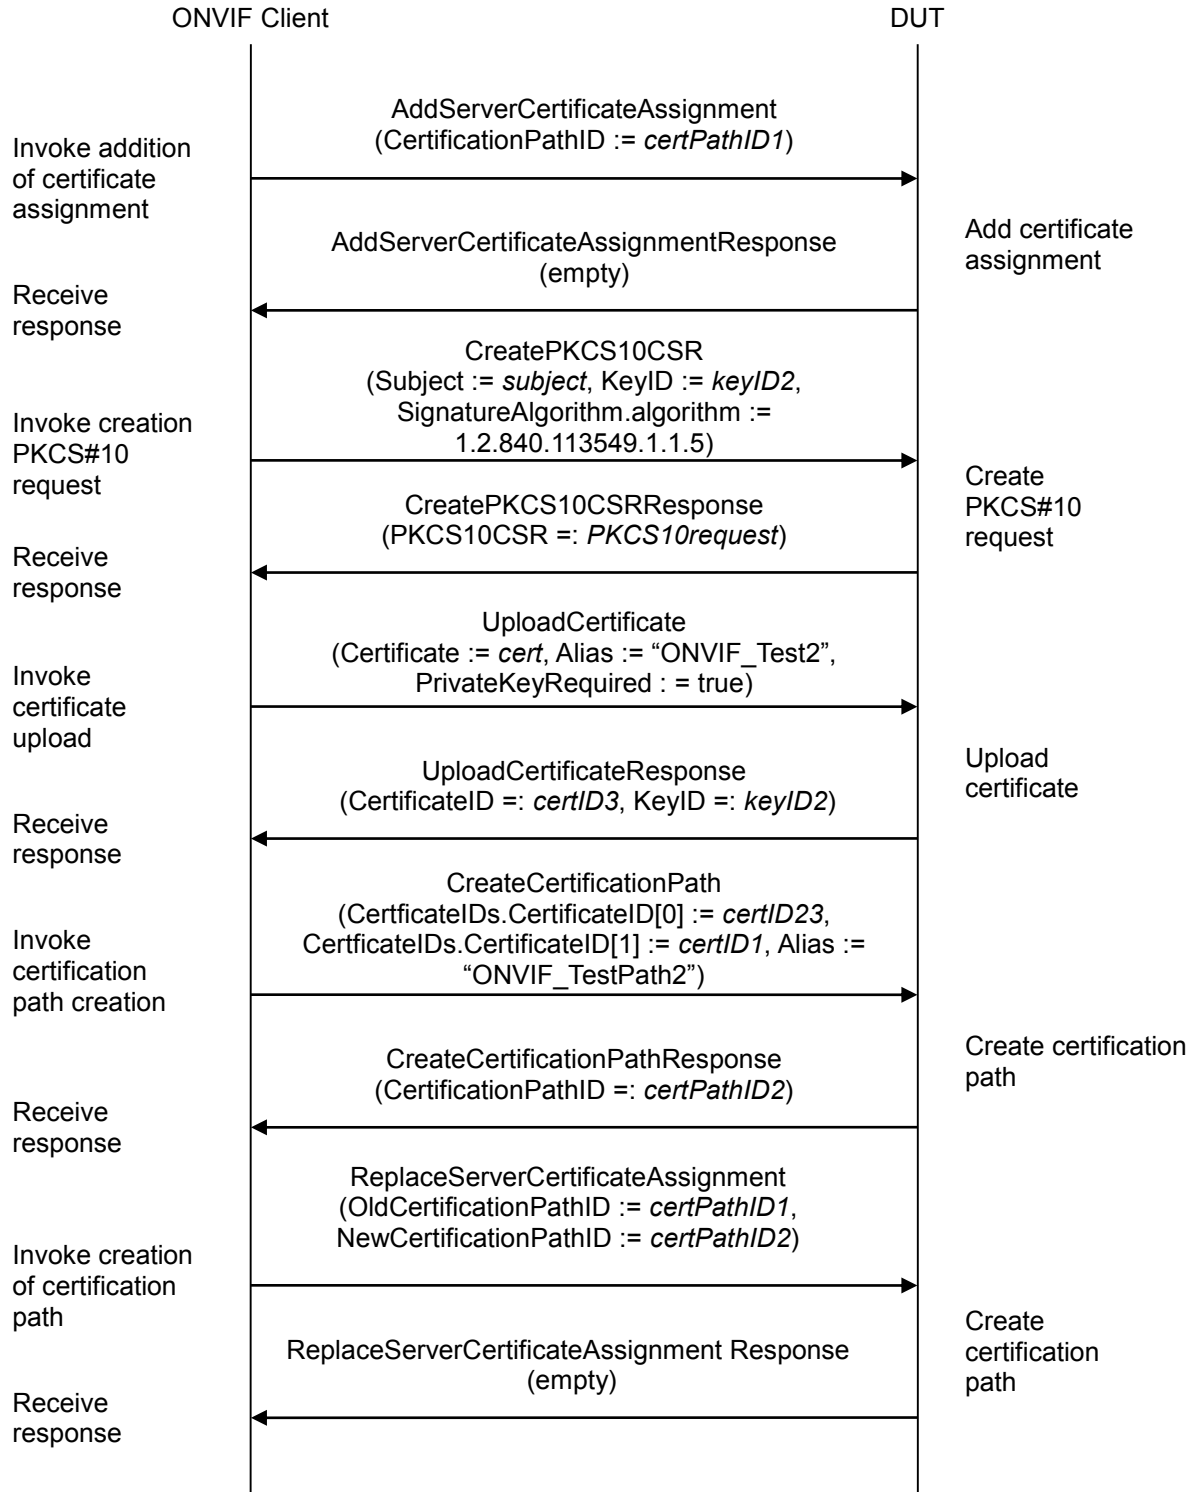 ONVIF Client
DUT
AddServerCertificateAssignment
(CertificationPathID := certPathID1)
Invoke addition
of certificate
assignment
Add certificate
assignment
AddServerCertificateAssignmentResponse
(empty)
Receive
response
CreatePKCS10CSR
(Subject := subject, KeyID := keyID2,
SignatureAlgorithm.algorithm :=
1.2.840.113549.1.1.5)
Invoke creation
PKCS#10
request
Create
PKCS#10
request
CreatePKCS10CSRResponse
(PKCS10CSR =: PKCS10request)
Receive
response
UploadCertificate
(Certificate := cert, Alias := “ONVIF_Test2”,
PrivateKeyRequired : = true)
Invoke
certificate
upload
Upload
certificate
UploadCertificateResponse
(CertificateID =: certID3, KeyID =: keyID2)
Receive
response
CreateCertificationPath
(CertficateIDs.CertificateID[0] := certID23,
CertficateIDs.CertificateID[1] := certID1, Alias :=
“ONVIF_TestPath2”)
Invoke
certification
path creation
Create certification
path
CreateCertificationPathResponse
(CertificationPathID =: certPathID2)
Receive
response
ReplaceServerCertificateAssignment
(OldCertificationPathID := certPathID1,
NewCertificationPathID := certPathID2)
Invoke creation
of certification
path
Create
certification
path
ReplaceServerCertificateAssignment Response
(empty)
Receive
response